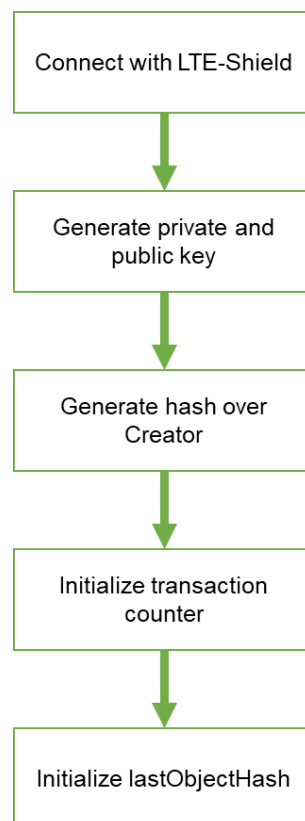 Connect with LTE-Shield
Generate private and
public key
Generate hash over
Creator
Initialize transaction
counter
Initialize lastObjectHash